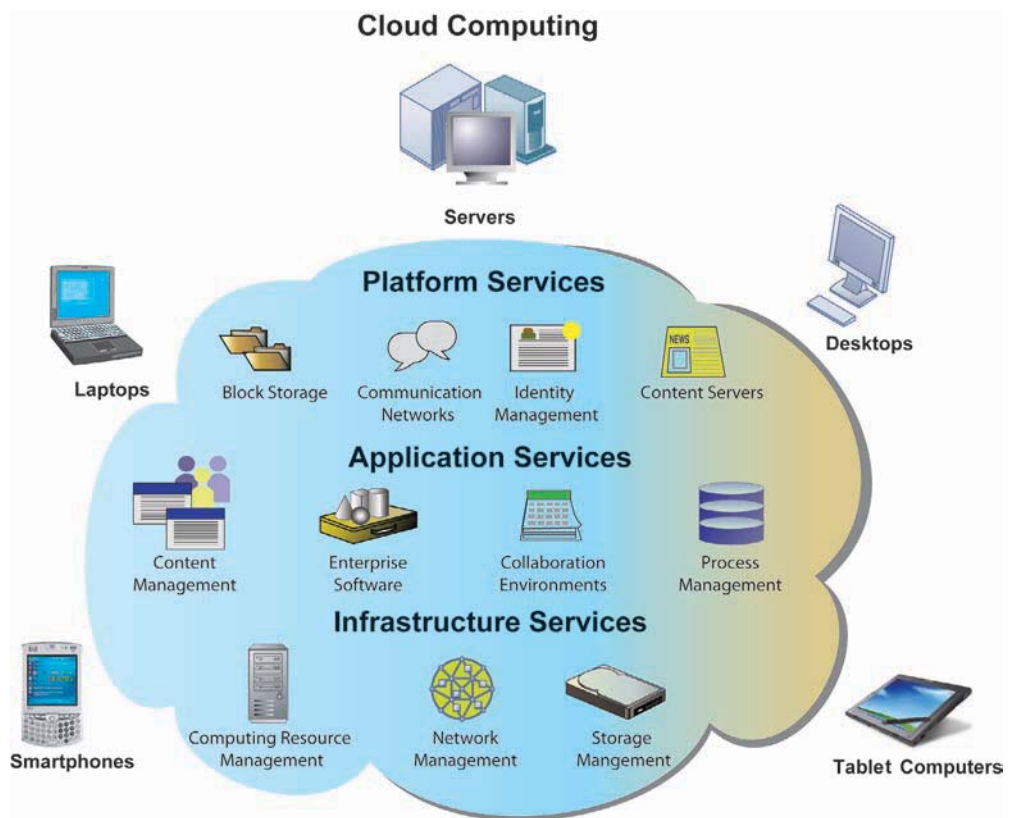 Cloud Computing
Servers
Platform Services
Laptops
Desktops
Block Storage
Communication
Networks
Identity
Management
NEWS
Content Servers
Application Services
Content
Management
Enterprise
Software
Collaboration
Environments
Process
Management
Infrastructure Services
Computing Resource
Management
Network
Management
Storage
Mangement
Smartphones
Tablet Computers